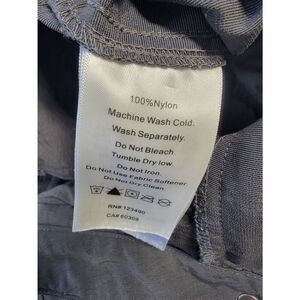 100%Nylon
Machine Wash Cold.
Wash Separately.
Do Not Bleach.
Tumble Dry low.
Do Not Iron.
Do Not Use Fabric Softener
Do Not Dry Clean.
RN# 123490
CA# 60309